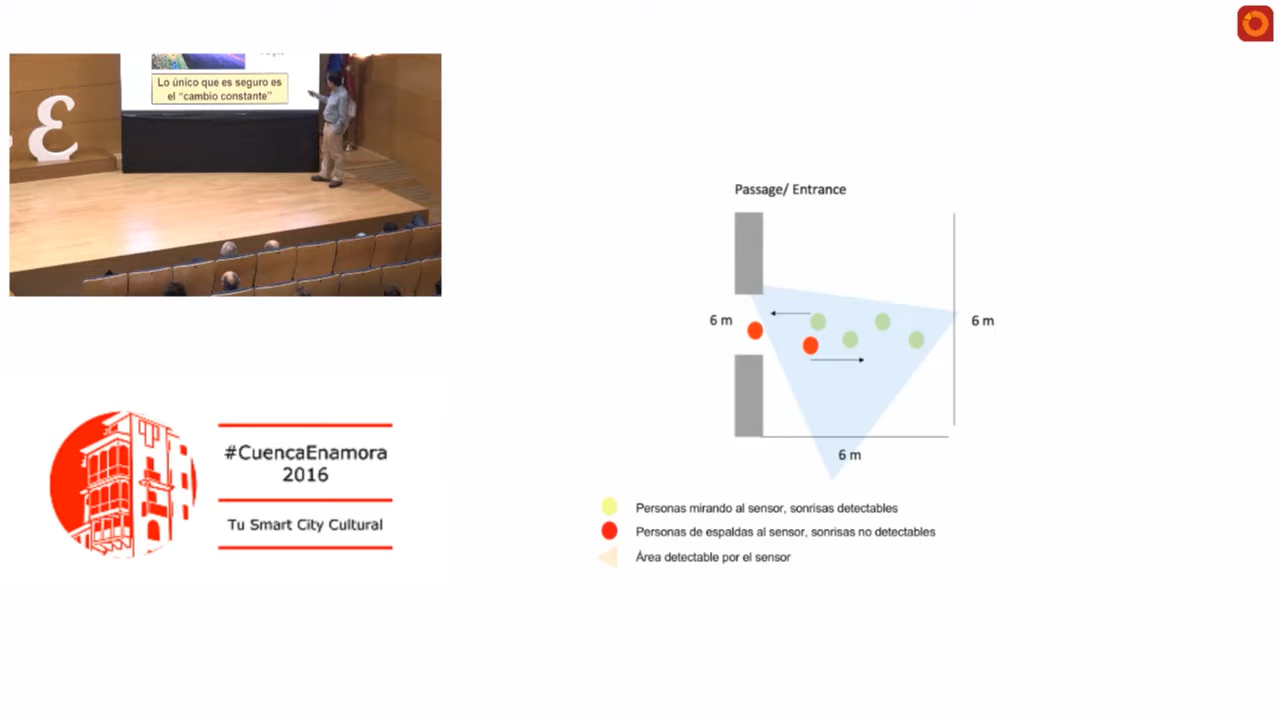 Lo único que es seguro es
el “cambio constante”
#CuencaEnamora
2016
Tu Smart City Cultural
Passage/ Entrance
6 m
6 m
6 m
Personas mirando al sensor, sonrisas detectables
Personas de espaldas al sensor, sonrisas no detectables
Área detectable por el sensor